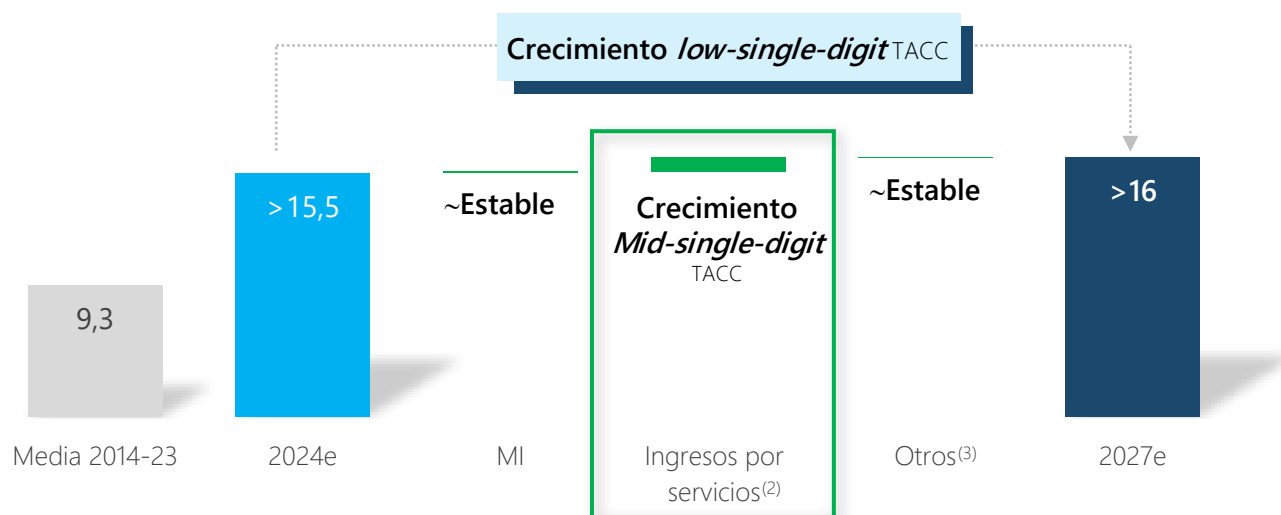 Crecimiento low-single-digit TACC
>15,5
~Estable
Crecimiento
Mid-single-digit
TACC
~Estable
>16
9,3
Media 2014-23
2024e
MI
Ingresos por
servicios(2)
Otros(3)
2027e